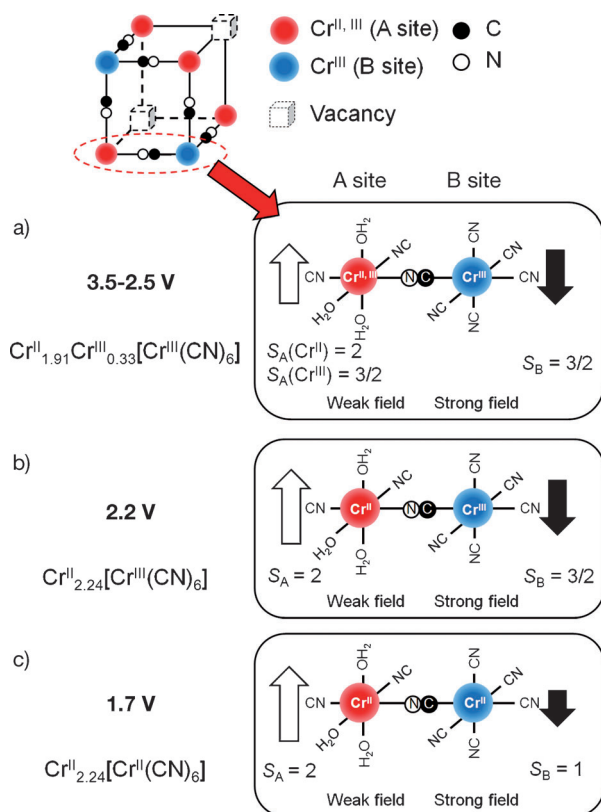 Cr^II, III (A site)
C
Cr^III (B site)
N
Vacancy
A site B site
a)
3.5-2.5 V
Cr^II_1.91Cr^III_0.33[Cr^III(CN)_6]
OH2
NC
CN
Cr^II, III
N
C
H2O
H2O
CN
CN
Cr^III
CN
NC
NC
S_A(Cr^II) = 2
S_A(Cr^III) = 3/2
S_B = 3/2
Weak field Strong field
b)
2.2 V
Cr^II_2.24[Cr^III(CN)_6]
OH2
NC
CN
Cr^II
N
C
H2O
H2O
CN
CN
Cr^III
CN
NC
NC
S_A = 2
S_B = 3/2
Weak field Strong field
c)
1.7 V
Cr^II_2.24[Cr^II(CN)_6]
OH2
NC
CN
Cr^II
N
C
H2O
H2O
CN
CN
Cr^II
CN
NC
NC
S_A = 2
S_B = 1
Weak field Strong field